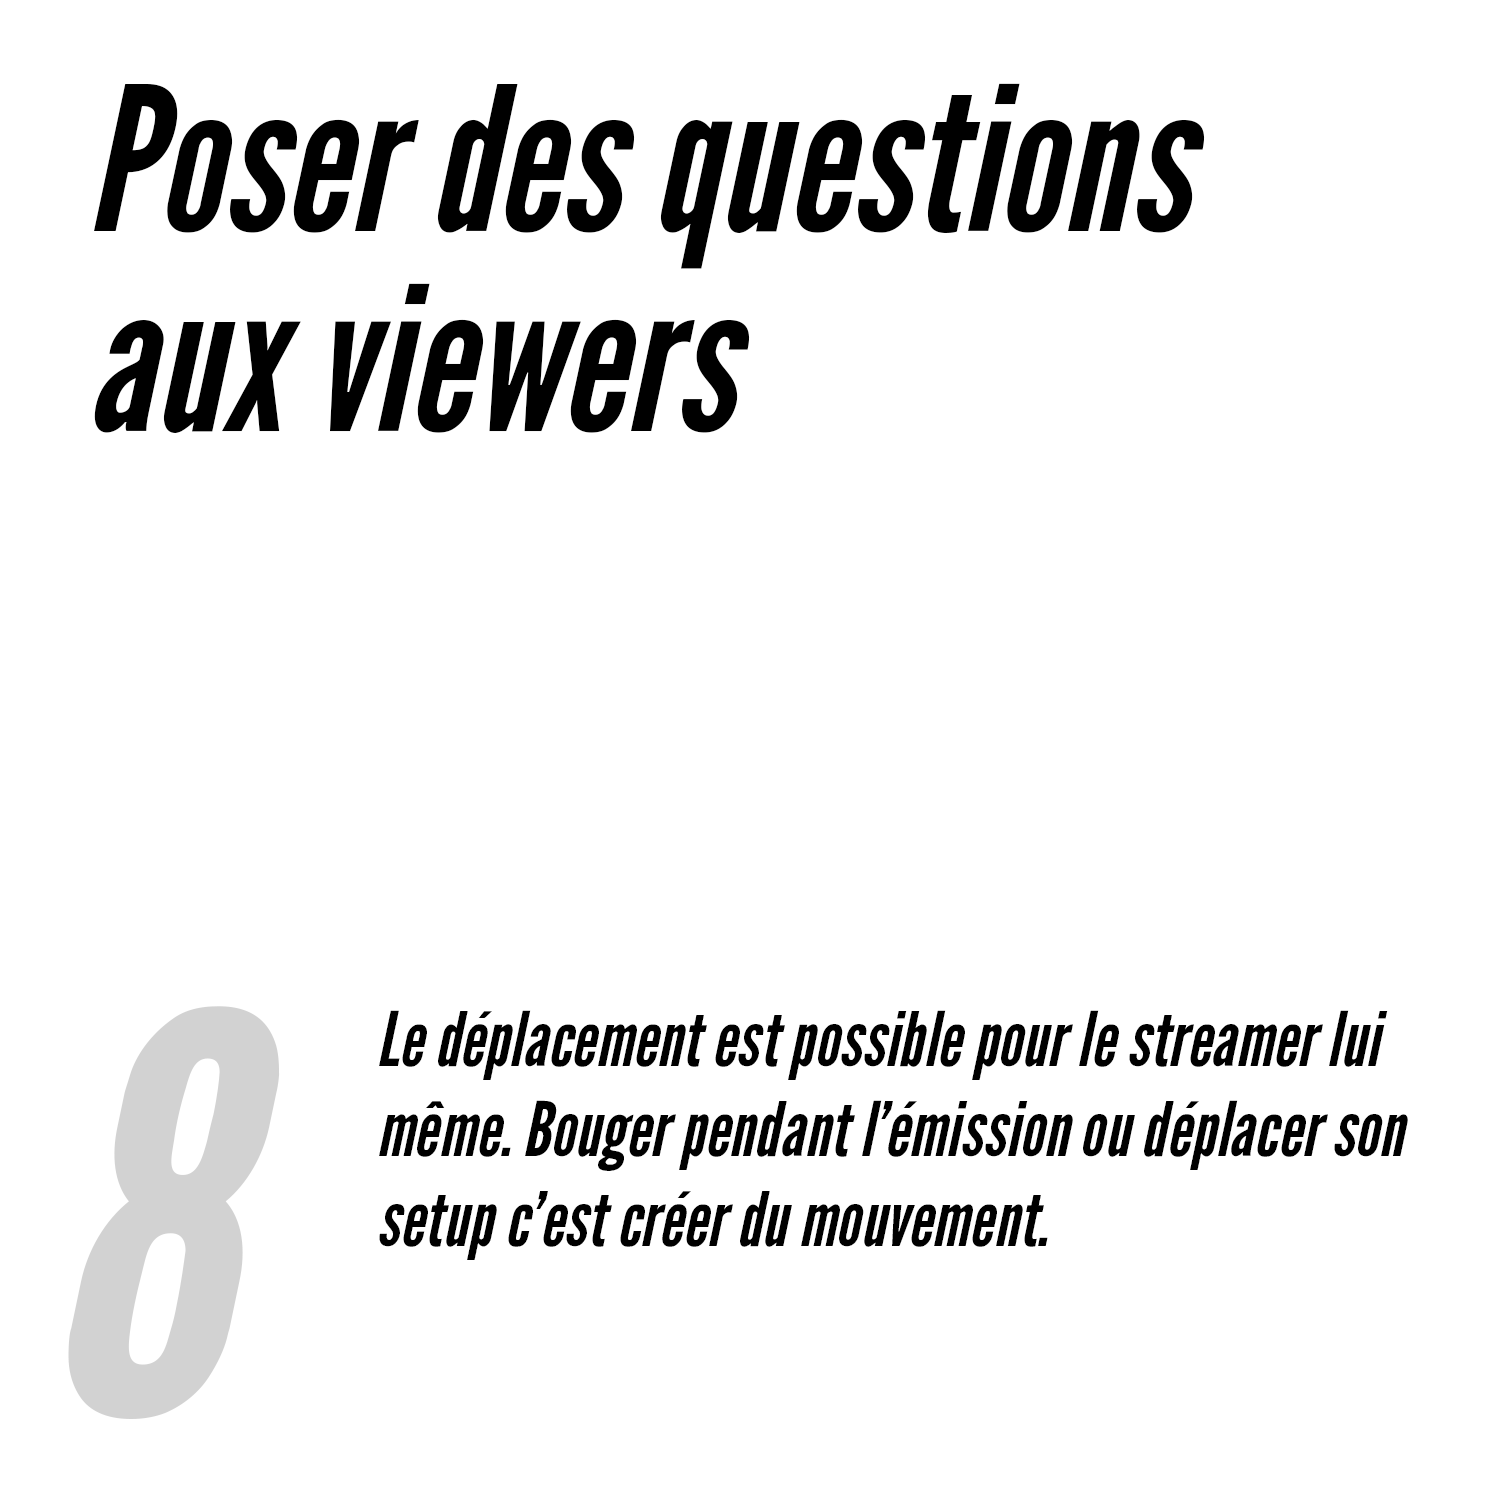 Poser des questions
aux viewers
8
Le déplacement est possible pour le streamer lui
même. Bouger pendant l’émission ou déplacer son
setup c’est créer du mouvement.